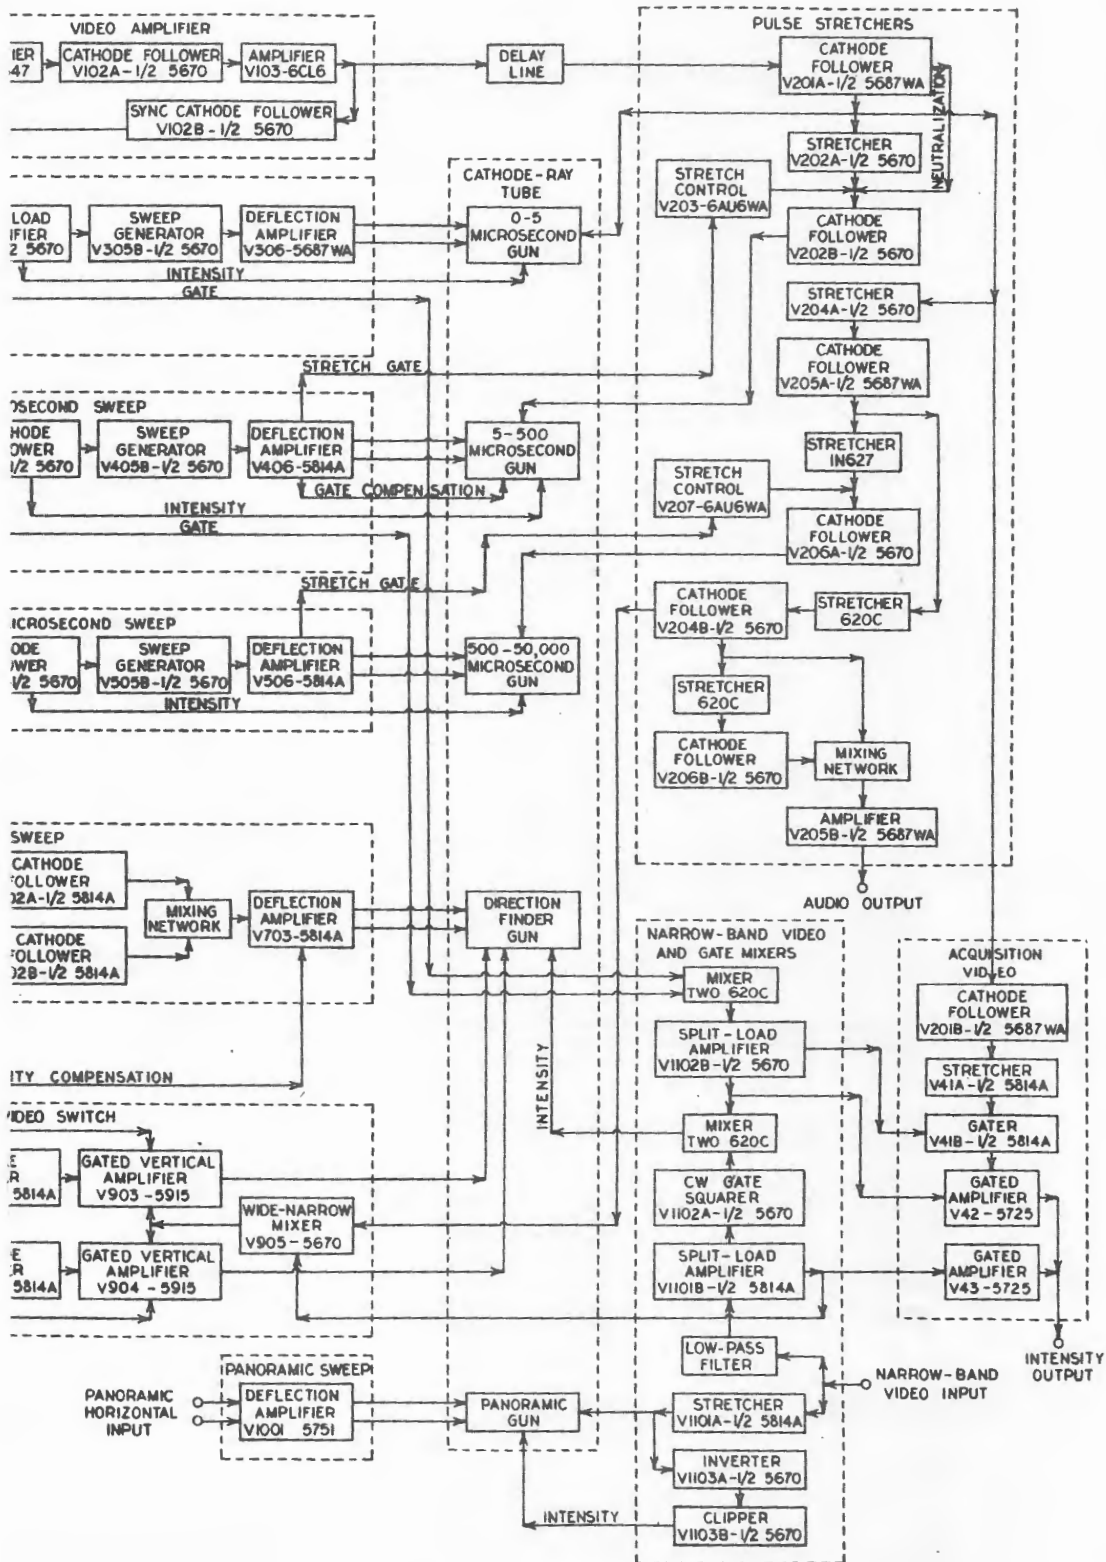 VIDEO AMPLIFIER
CATHODE FOLLOWER
V102A-1/2 5670
AMPLIFIER
V103-6CL6
SYNC CATHODE FOLLOWER
V102B-1/2 5670
DELAY
LINE
PULSE STRETCHERS
CATHODE
FOLLOWER
V201A-1/2 5687WA
NEUTRALIZATION
STRETCHER
V202A-1/2 5670
STRETCH
CONTROL
V203-6AU6WA
CATHODE
FOLLOWER
V202B-1/2 5670
STRETCHER
V204A-1/2 5670
CATHODE
FOLLOWER
V205A-1/2 5687WA
STRETCHER
IN627
STRETCH
CONTROL
V207-6AU6WA
CATHODE
FOLLOWER
V206A-1/2 5670
CATHODE
FOLLOWER
V204B-1/2 5670
STRETCHER
620C
STRETCHER
620C
CATHODE
FOLLOWER
V206B-1/2 5670
MIXING
NETWORK
AMPLIFIER
V205B-1/2 5687WA
AUDIO OUTPUT
LOAD
5670
SWEEP
GENERATOR
V305B-1/2 5670
DEFLECTION
AMPLIFIER
V306-5687WA
INTENSITY
GATE
CATHODE-RAY
TUBE
0-5
MICROSECOND
GUN
STRETCH GATE
SWEEP
SWEEP
GENERATOR
V405B-1/2 5670
DEFLECTION
AMPLIFIER
V406-5814A
GATE COMPENSATION
INTENSITY
GATE
5-500
MICROSECOND
GUN
STRETCH GATE
SWEEP
SWEEP
GENERATOR
V505B-1/2 5670
DEFLECTION
AMPLIFIER
V506-5814A
INTENSITY
500-50,000
MICROSECOND
GUN
SWEEP
CATHODE
5814A
CATHODE
5814A
MIXING
NETWORK
DEFLECTION
AMPLIFIER
V703-5814A
DIRECTION
FINDER
GUN
COMPENSATION
SWITCH
5814A
GATED VERTICAL
AMPLIFIER
V903-5915
WIDE-NARROW
MIXER
V905-5670
5814A
GATED VERTICAL
AMPLIFIER
V904-5915
INTENSITY
NARROW-BAND VIDEO
AND GATE MIXERS
MIXER
TWO 620C
SPLIT-LOAD
AMPLIFIER
V1102B-1/2 5670
MIXER
TWO 620C
CW GATE
SQUARER
V1102A-1/2 5670
SPLIT-LOAD
AMPLIFIER
V1101B-1/2 5814A
LOW-PASS
FILTER
STRETCHER
V1101A-1/2 5814A
INVERTER
V1103A-1/2 5670
CLIPPER
V1103B-1/2 5670
NARROW-BAND
VIDEO INPUT
ACQUISITION
VIDEO
CATHODE
FOLLOWER
V201B-1/2 5687WA
STRETCHER
V41A-1/2 5814A
GATER
V41B-1/2 5814A
GATED
AMPLIFIER
V42-5725
GATED
AMPLIFIER
V43-5725
INTENSITY
OUTPUT
PANORAMIC SWEEP
PANORAMIC
HORIZONTAL
INPUT
DEFLECTION
AMPLIFIER
V1001 5751
PANORAMIC
GUN
INTENSITY